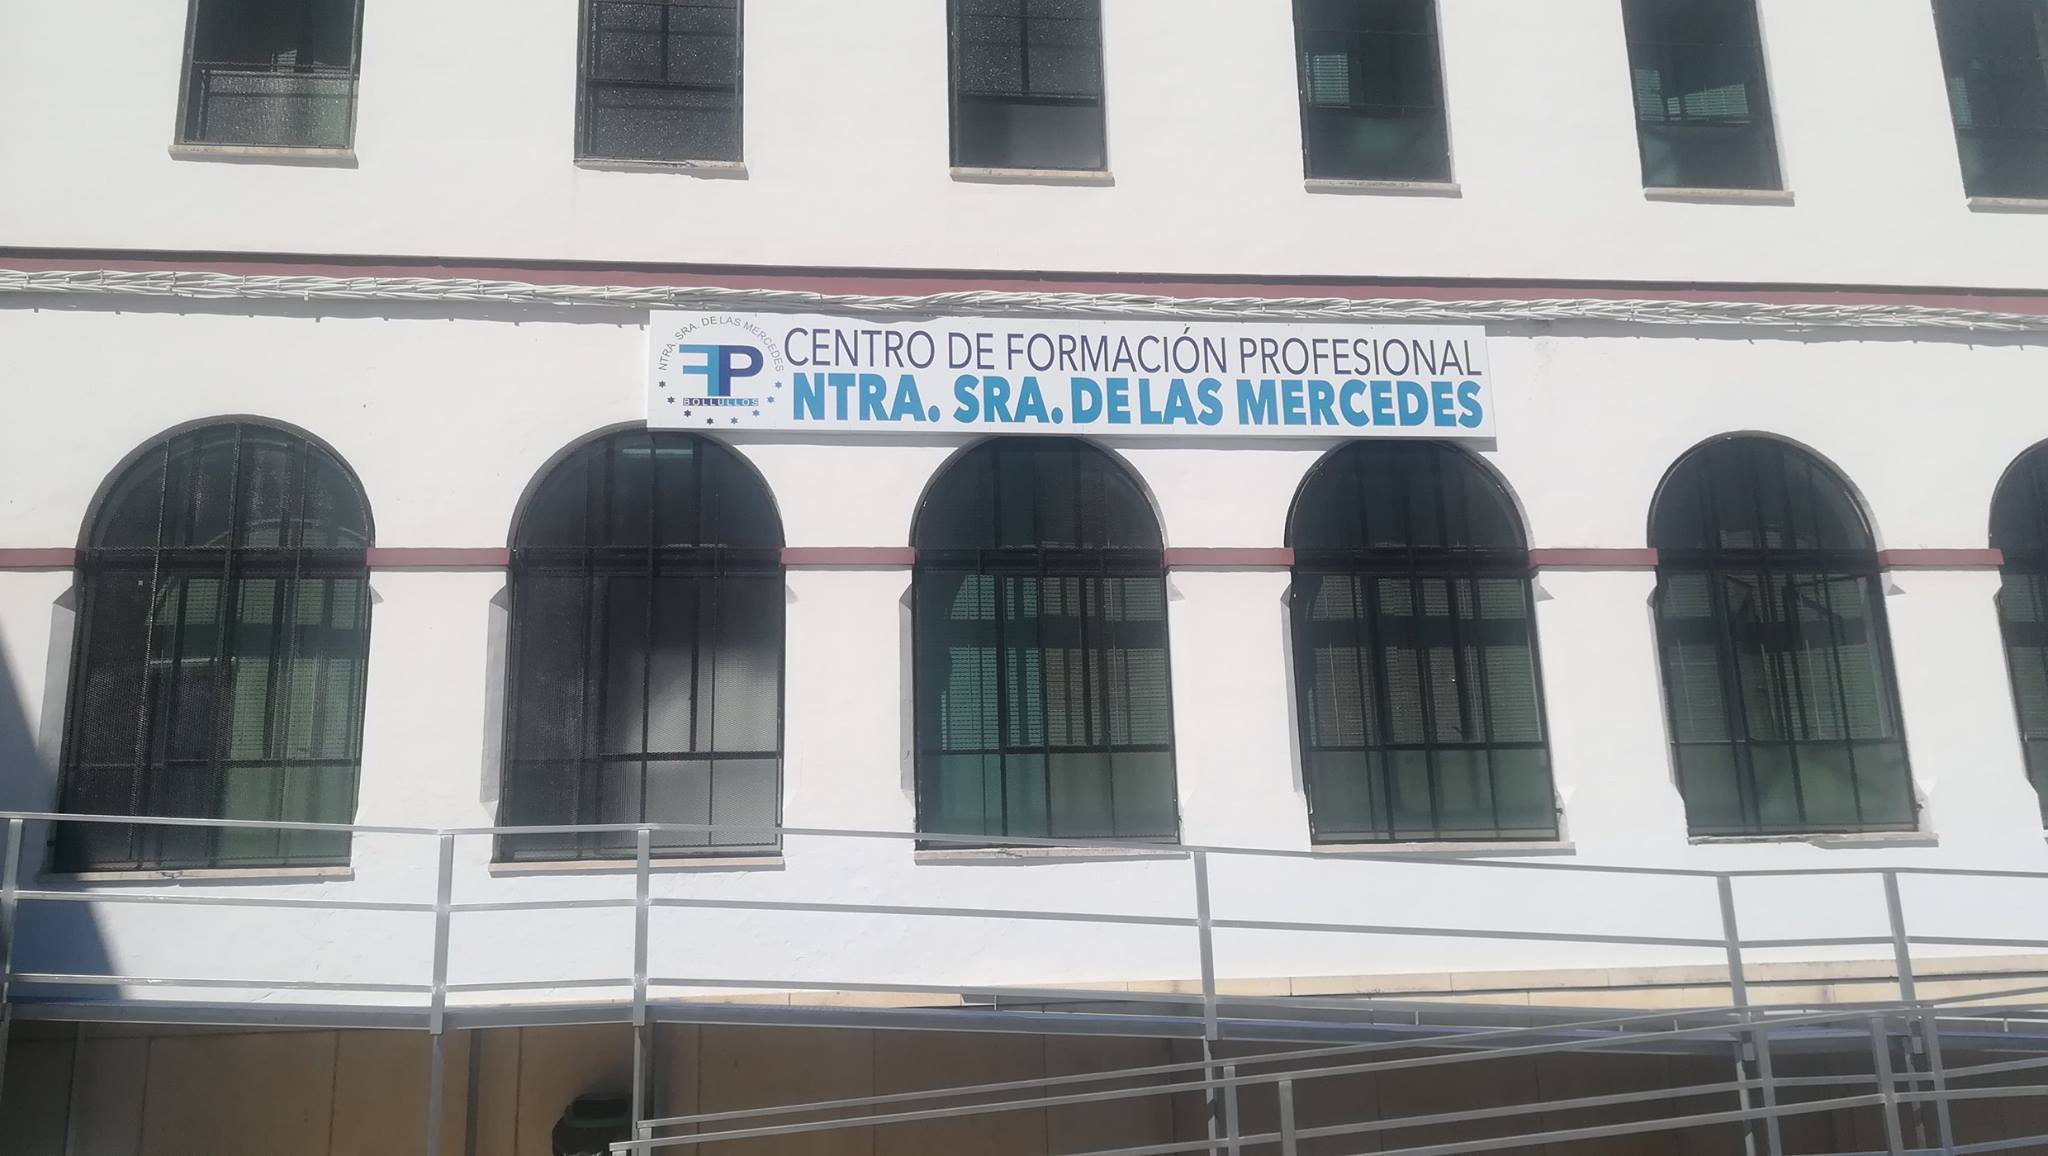 NTRA. SRA. DE LAS MERCEDES
FP
BOLLULLOS
CENTRO DE FORMACIÓN PROFESIONAL
NTRA. SRA. DE LAS MERCEDES